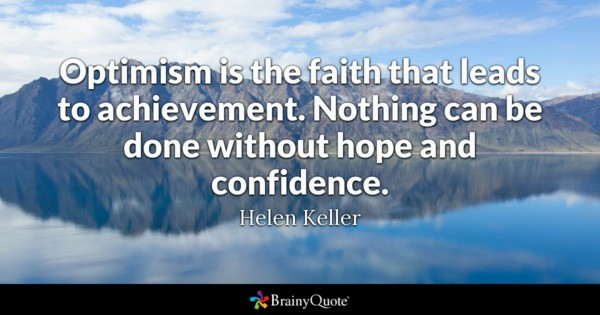 Optimism is the faith that leads
to achievement. Nothing can be
done without hope and
confidence.
Helen Keller
BrainyQuote